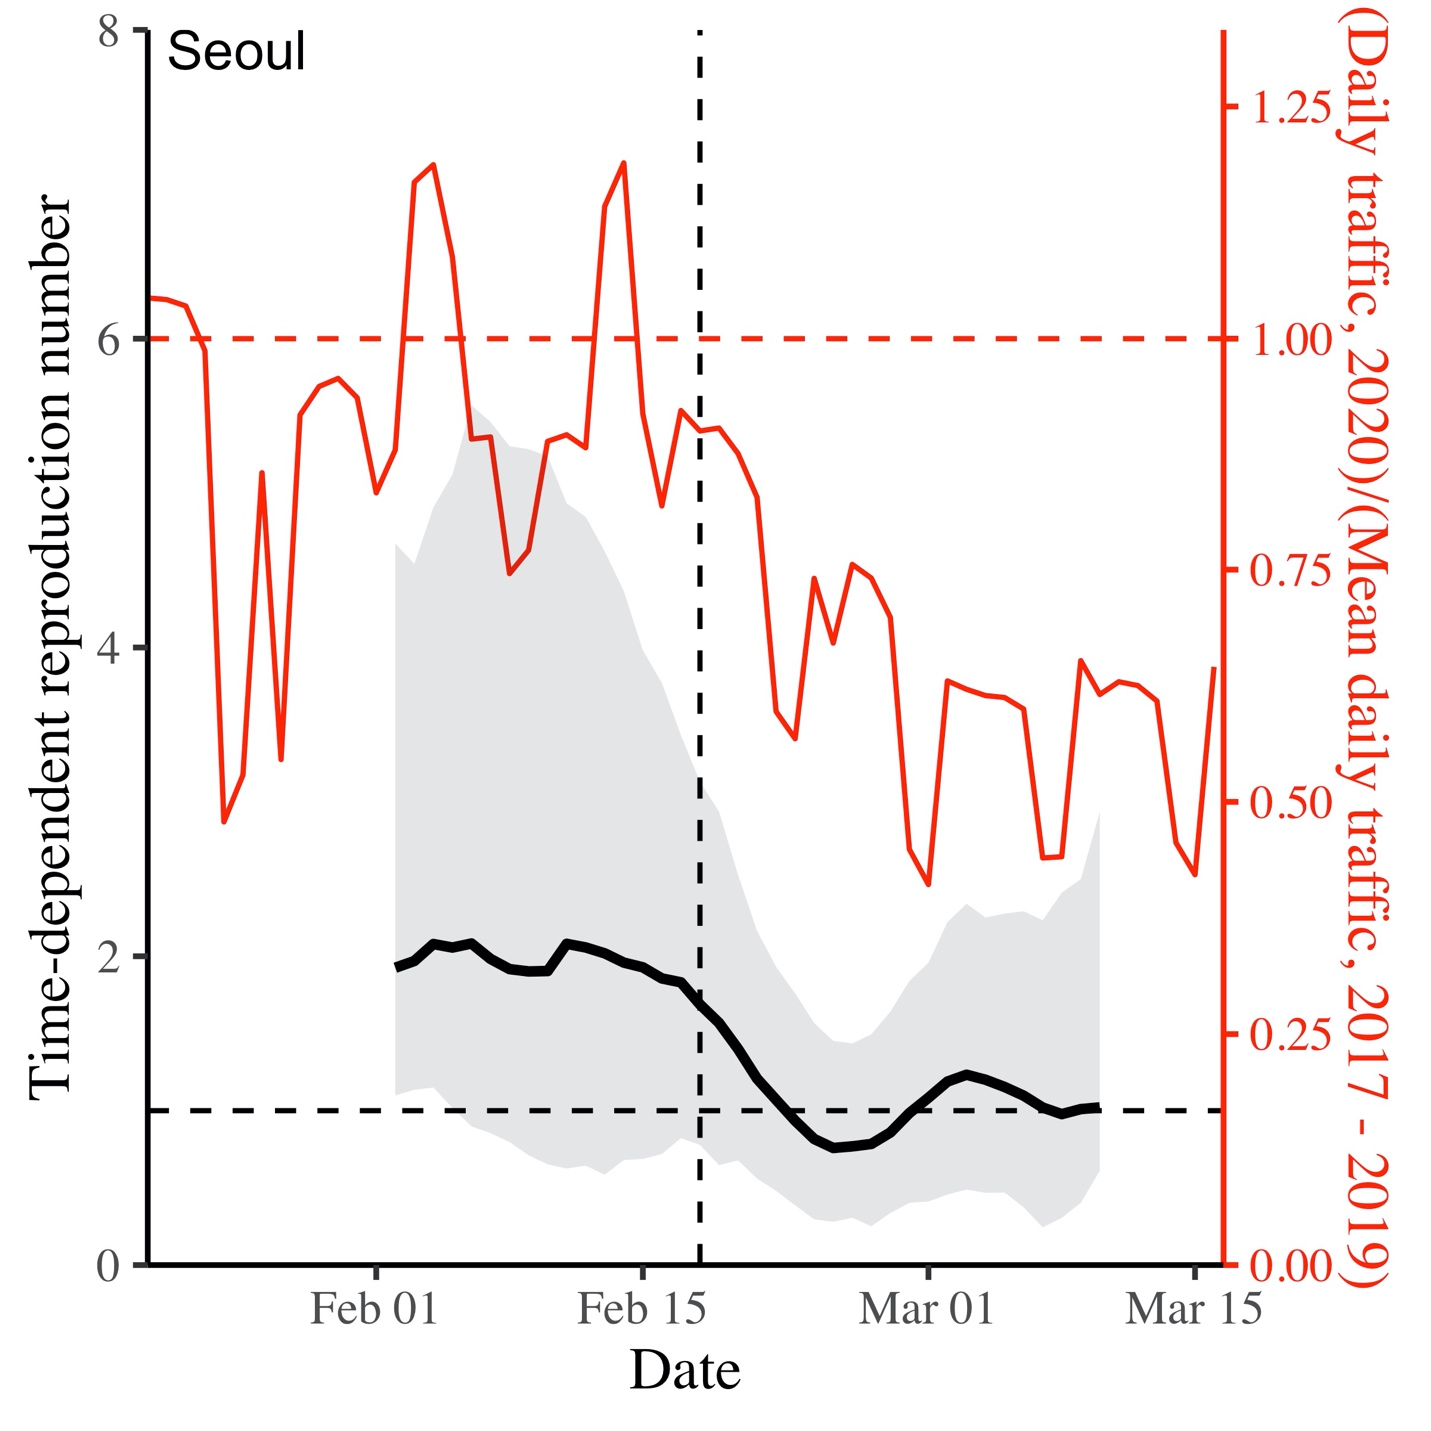 Seoul
Time-dependent reproduction number
8
6
4
2
0
(Daily traffic, 2020)/(Mean daily traffic, 2017 - 2019)
1.25
1.00
0.75
0.50
0.25
0.00
Feb 01
Feb 15
Mar 01
Mar 15
Date